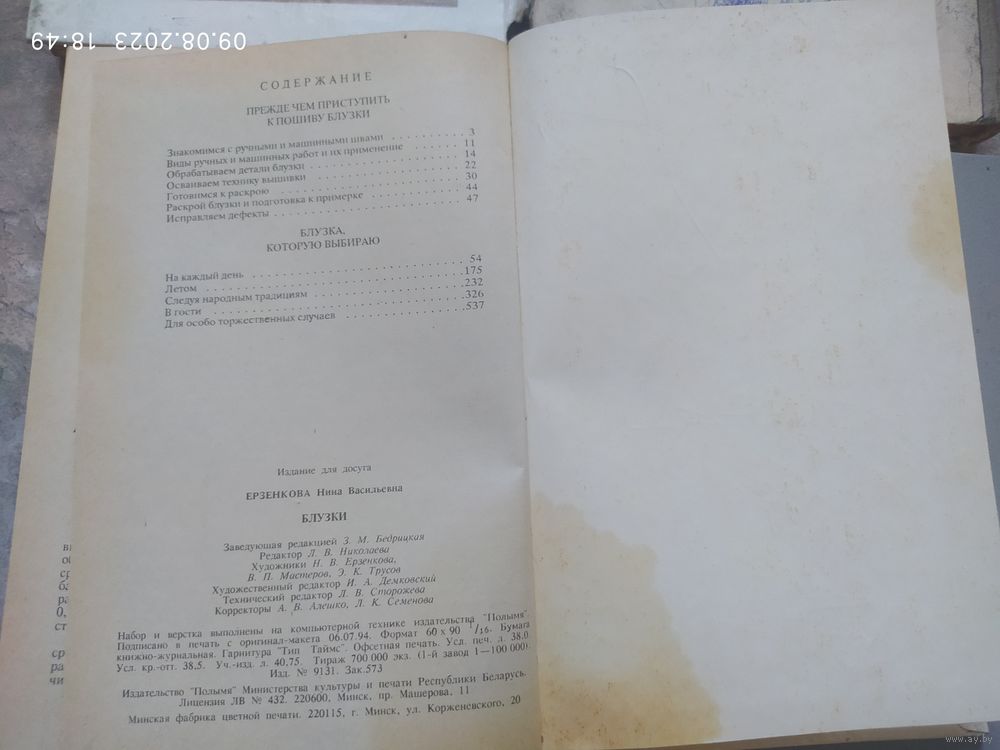 09.08.2023 18:49
СОДЕРЖАНИЕ
ПРЕЖДЕ ЧЕМ ПРИСТУПИТЬ
К ПОШИВУ БЛУЗКИ
Знакомимся с ручными и машинными швами . . . . . . . . . . 3
Виды ручных и машинных работ и их применение . . . . . . . 11
Обрабатываем детали блузки . . . . . . . . . . . . . . . . 14
Осваиваем технику вышивки . . . . . . . . . . . . . . . . 22
Готовимся к раскрою . . . . . . . . . . . . . . . . . . . 30
Раскрой блузки и подготовка к примерке . . . . . . . . . . 44
Исправляем дефекты . . . . . . . . . . . . . . . . . . . . 47
БЛУЗКА,
КОТОРУЮ ВЫБИРАЮ
На каждый день . . . . . . . . . . . . . . . . . . . . . . 54
Летом . . . . . . . . . . . . . . . . . . . . . . . . . .175
Следуя народным традициям . . . . . . . . . . . . . . . .232
В гости . . . . . . . . . . . . . . . . . . . . . . . . .326
Для особо торжественных случаев . . . . . . . . . . . . .537
Издание для досуга
ЕРЗЕНКОВА Нина Васильевна
БЛУЗКИ
Заведующая редакцией З. М. Бедрицкая
Редактор Л. В. Николаева
Художники Н. В. Ерзенкова,
В. П. Мастеров, Э. К. Трусов
Художественный редактор И. А. Демковский
Технический редактор Л. В. Сторожева
Корректоры А. В. Алешко, Л. К. Семенова
Набор и верстка выполнены на компьютерной технике издательства "Полымя".
Подписано в печать с оригинал-макета 06.07.94. Формат 60 х 90 1/16. Бумага
книжно-журнальная. Гарнитура "Тип Таймс". Офсетная печать. Усл. печ. л 38,0.
Усл. кр.-отт. 38,5. Уч.-изд. л. 40,75. Тираж 700 000 экз. (1-й завод 1—100 000).
Изд. № 9131. Зак.573
Издательство "Полымя" Министерства культуры и печати Республики Беларусь.
Лицензия ЛВ № 432. 220600, Минск, пр. Машерова, 11
Минская фабрика цветной печати. 220115, г. Минск, ул. Корженевского, 20
www.ay.by